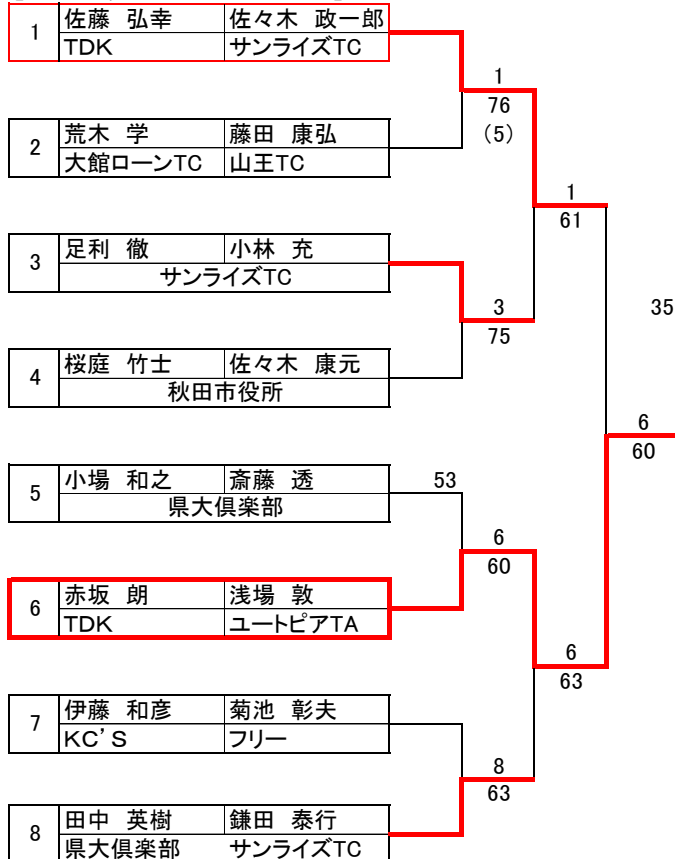 1 佐藤 弘幸 佐々木 政一郎
TDK サンライズTC
1
76
(5)
2 荒木 学 藤田 康弘
大館ローンTC 山王TC
1
61
3 足利 徹 小林 充
サンライズTC
3
75
35
4 桜庭 竹士 佐々木 康元
秋田市役所
6
60
5 小場 和之 斎藤 透 53
県大倶楽部
6
60
6 赤坂 朗 浅場 敦
TDK ユートピアTA
6
63
7 伊藤 和彦 菊池 彰夫
KC'S フリー
8
63
8 田中 英樹 鎌田 泰行
県大倶楽部 サンライズTC